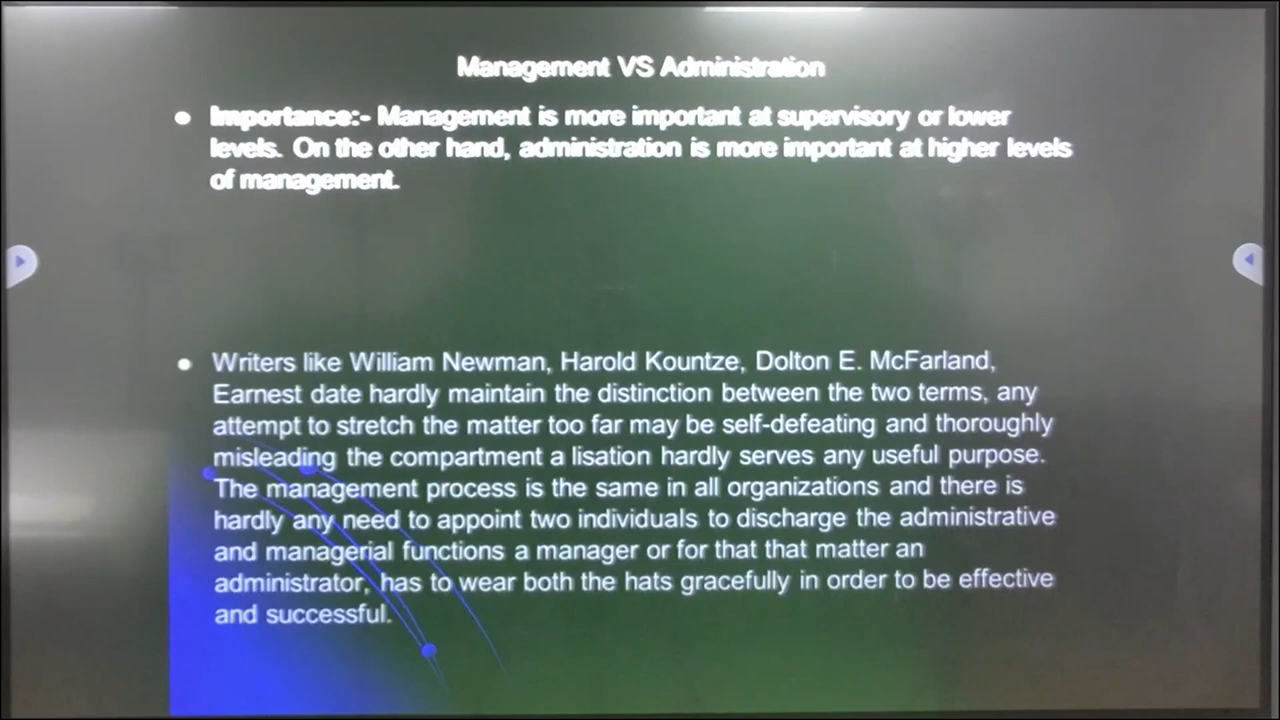 Management VS Administration
Importance:- Management is more important at supervisory or lower
levels. On the other hand, administration is more important at higher levels
of management.
Writers like William Newman, Harold Kountze, Dolton E. McFarland,
Earnest date hardly maintain the distinction between the two terms, any
attempt to stretch the matter too far may be self-defeating and thoroughly
misleading the compartment a lisation hardly serves any useful purpose.
The management process is the same in all organizations and there is
hardly any need to appoint two individuals to discharge the administrative
and managerial functions a manager or for that that matter an
administrator, has to wear both the hats gracefully in order to be effective
and successful.